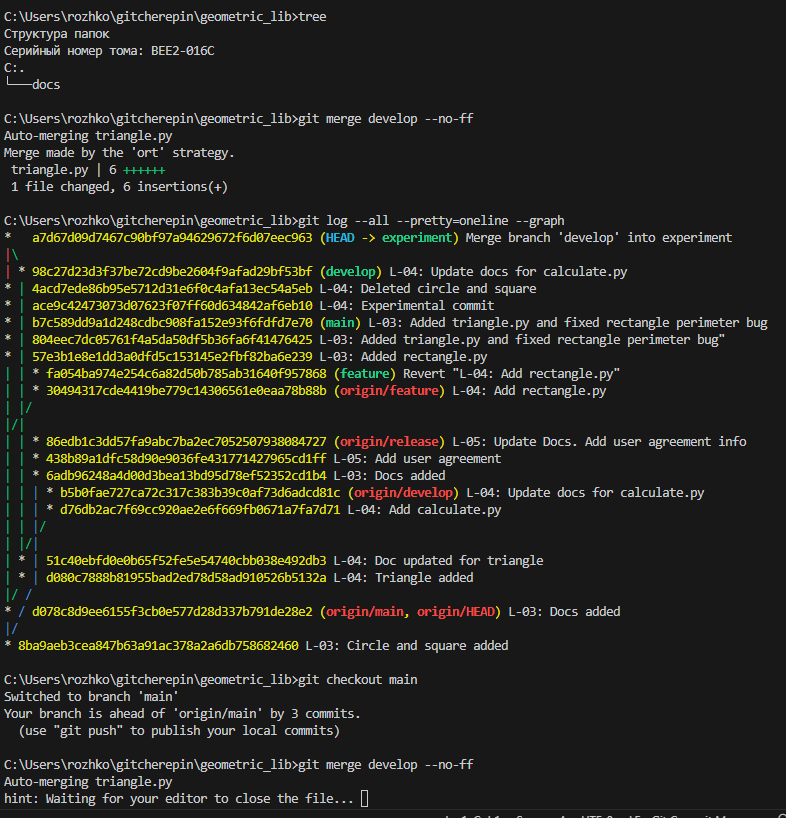 C:\Users\rozhko\gitcherepin\geometric_lib>tree
Структура папок
Серийный номер тома: BEE2-016C
C:.
└───docs
C:\Users\rozhko\gitcherepin\geometric_lib>git merge develop --no-ff
Auto-merging triangle.py
Merge made by the 'ort' strategy.
 triangle.py | 6 ++++++
 1 file changed, 6 insertions(+)
C:\Users\rozhko\gitcherepin\geometric_lib>git log --all --pretty=oneline --graph
*   a7d67d09d7467c90bf97a94629672f6d07eec963 (HEAD -> experiment) Merge branch 'develop' into experiment
|\
| * 98c27d23d3f37be72cd9be2604f9afad29bf53bf (develop) L-04: Update docs for calculate.py
* | 4acd7ede86b95e5712d31e6f0c4afa13ec54a5eb L-04: Deleted circle and square
* | ace9c42473073d07623f07ff60d634842af6eb10 L-04: Experimental commit
* | b7c589dd9a1d248cdbc908fa152e93f6fdfd7e70 (main) L-03: Added triangle.py and fixed rectangle perimeter bug
* | 804eec7dc05761f4a5da50df5b36fa6f41476425 L-03: Added triangle.py and fixed rectangle perimeter bug"
* | 57e3b1e8e1dd3a0dfd5c153145e2fbf82ba6e239 L-03: Added rectangle.py
| | * fa054ba974e254c6a82d50b785ab31640f957868 (feature) Revert "L-04: Add rectangle.py"
| | * 30494317cde4419be779c14306561e0eaa78b88b (origin/feature) L-04: Add rectangle.py
| |/
|/|
| | * 86edb1c3dd57fa9abc7ba2ec7052507938084727 (origin/release) L-05: Update Docs. Add user agreement info
| | * 438b89a1dfc58d90e9036fe431771427965cd1ff L-05: Add user agreement
| | * 6adb96248a4d00d3bea13bd95d78ef52352cd1b4 L-03: Docs added
| | | * b5b0fae727ca72c317c383b39c0af73d6adcd81c (origin/develop) L-04: Update docs for calculate.py
| | | * d76db2ac7f69cc920ae2e6f669fb0671a7fa7d71 L-04: Add calculate.py
| | |/
| |/|
| * | 51c40ebfd0e0b65f52fe5e54740cbb038e492db3 L-04: Doc updated for triangle
| * | d080c7888b81955bad2ed78d58ad910526b5132a L-04: Triangle added
|/ /
* / d078c8d9ee6155f3cb0e577d28d337b791de28e2 (origin/main, origin/HEAD) L-03: Docs added
|/
* 8ba9aeb3cea847b63a91ac378a2a6db758682460 L-03: Circle and square added
C:\Users\rozhko\gitcherepin\geometric_lib>git checkout main
Switched to branch 'main'
Your branch is ahead of 'origin/main' by 3 commits.
  (use "git push" to publish your local commits)
C:\Users\rozhko\gitcherepin\geometric_lib>git merge develop --no-ff
Auto-merging triangle.py
hint: Waiting for your editor to close the file...